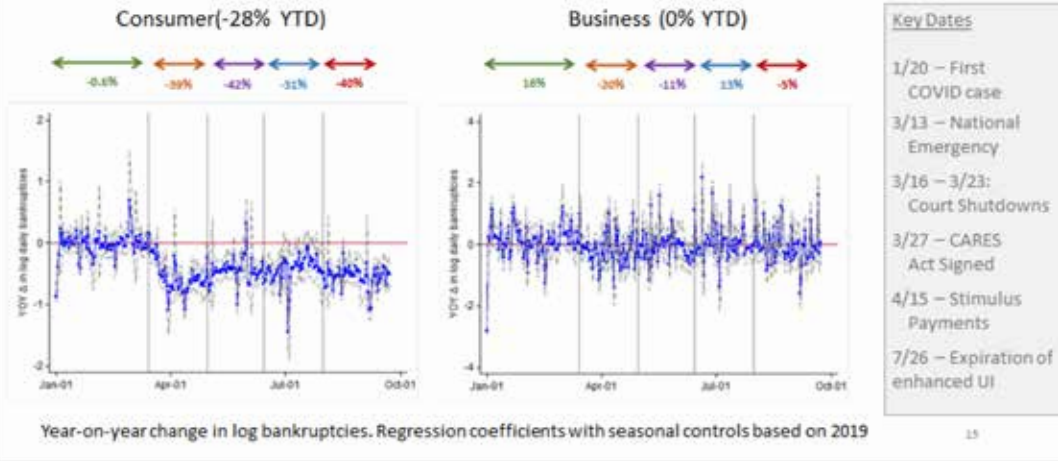 Consumer(-28% YTD)
-0.6% -39% -42% -31% -40%
YOY Δ in log daily bankruptcies
2
1
0
-1
-2
Jan-01 Apr-01 Jul-01 Oct-01
Business (0% YTD)
16% -20% -11% 13% -5%
YOY Δ in log daily bankruptcies
4
2
0
-2
-4
Jan-01 Apr-01 Jul-01 Oct-01
Key Dates
1/20 – First
COVID case
3/13 – National
Emergency
3/16 – 3/23:
Court Shutdowns
3/27 – CARES
Act Signed
4/15 – Stimulus
Payments
7/26 – Expiration of
enhanced UI
Year-on-year change in log bankruptcies. Regression coefficients with seasonal controls based on 2019